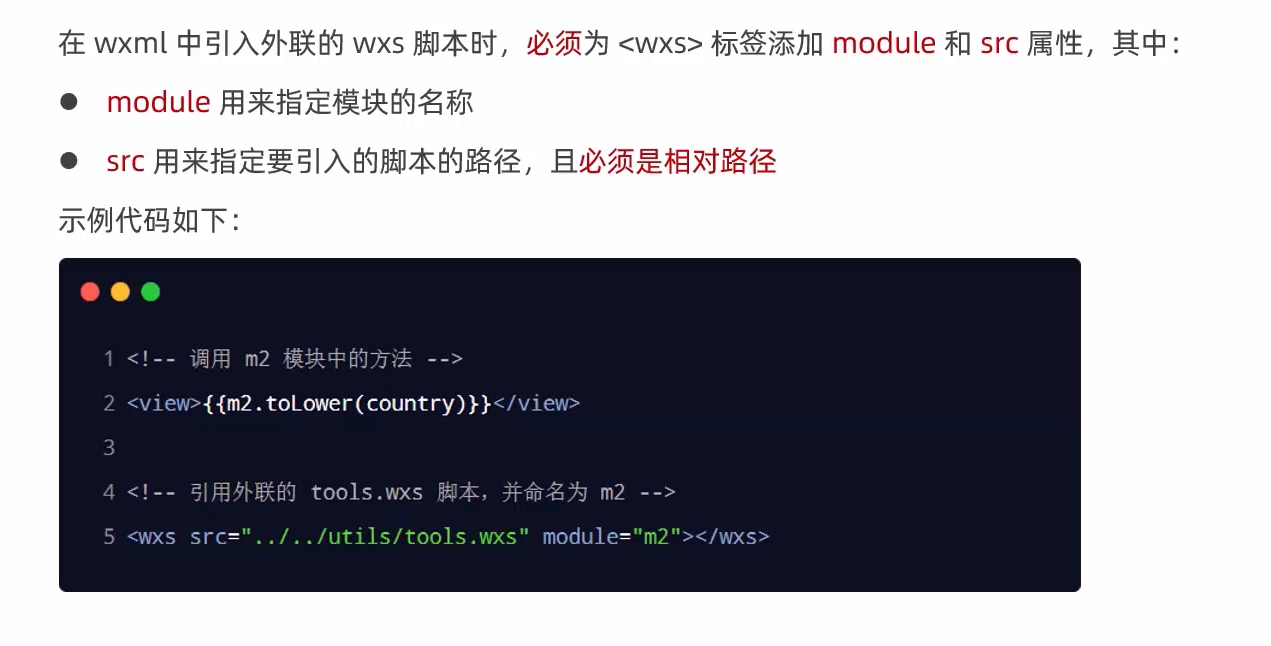 在 wxml 中引入外联的 wxs 脚本时，必须为 <wxs> 标签添加 module 和 src 属性，其中：
● module 用来指定模块的名称
● src 用来指定要引入的脚本的路径，且必须是相对路径
示例代码如下：
1 <!-- 调用 m2 模块中的方法 -->
2 <view>{{m2.toLower(country)}}</view>
3
4 <!-- 引用外联的 tools.wxs 脚本，并命名为 m2 -->
5 <wxs src="../../utils/tools.wxs" module="m2"></wxs>